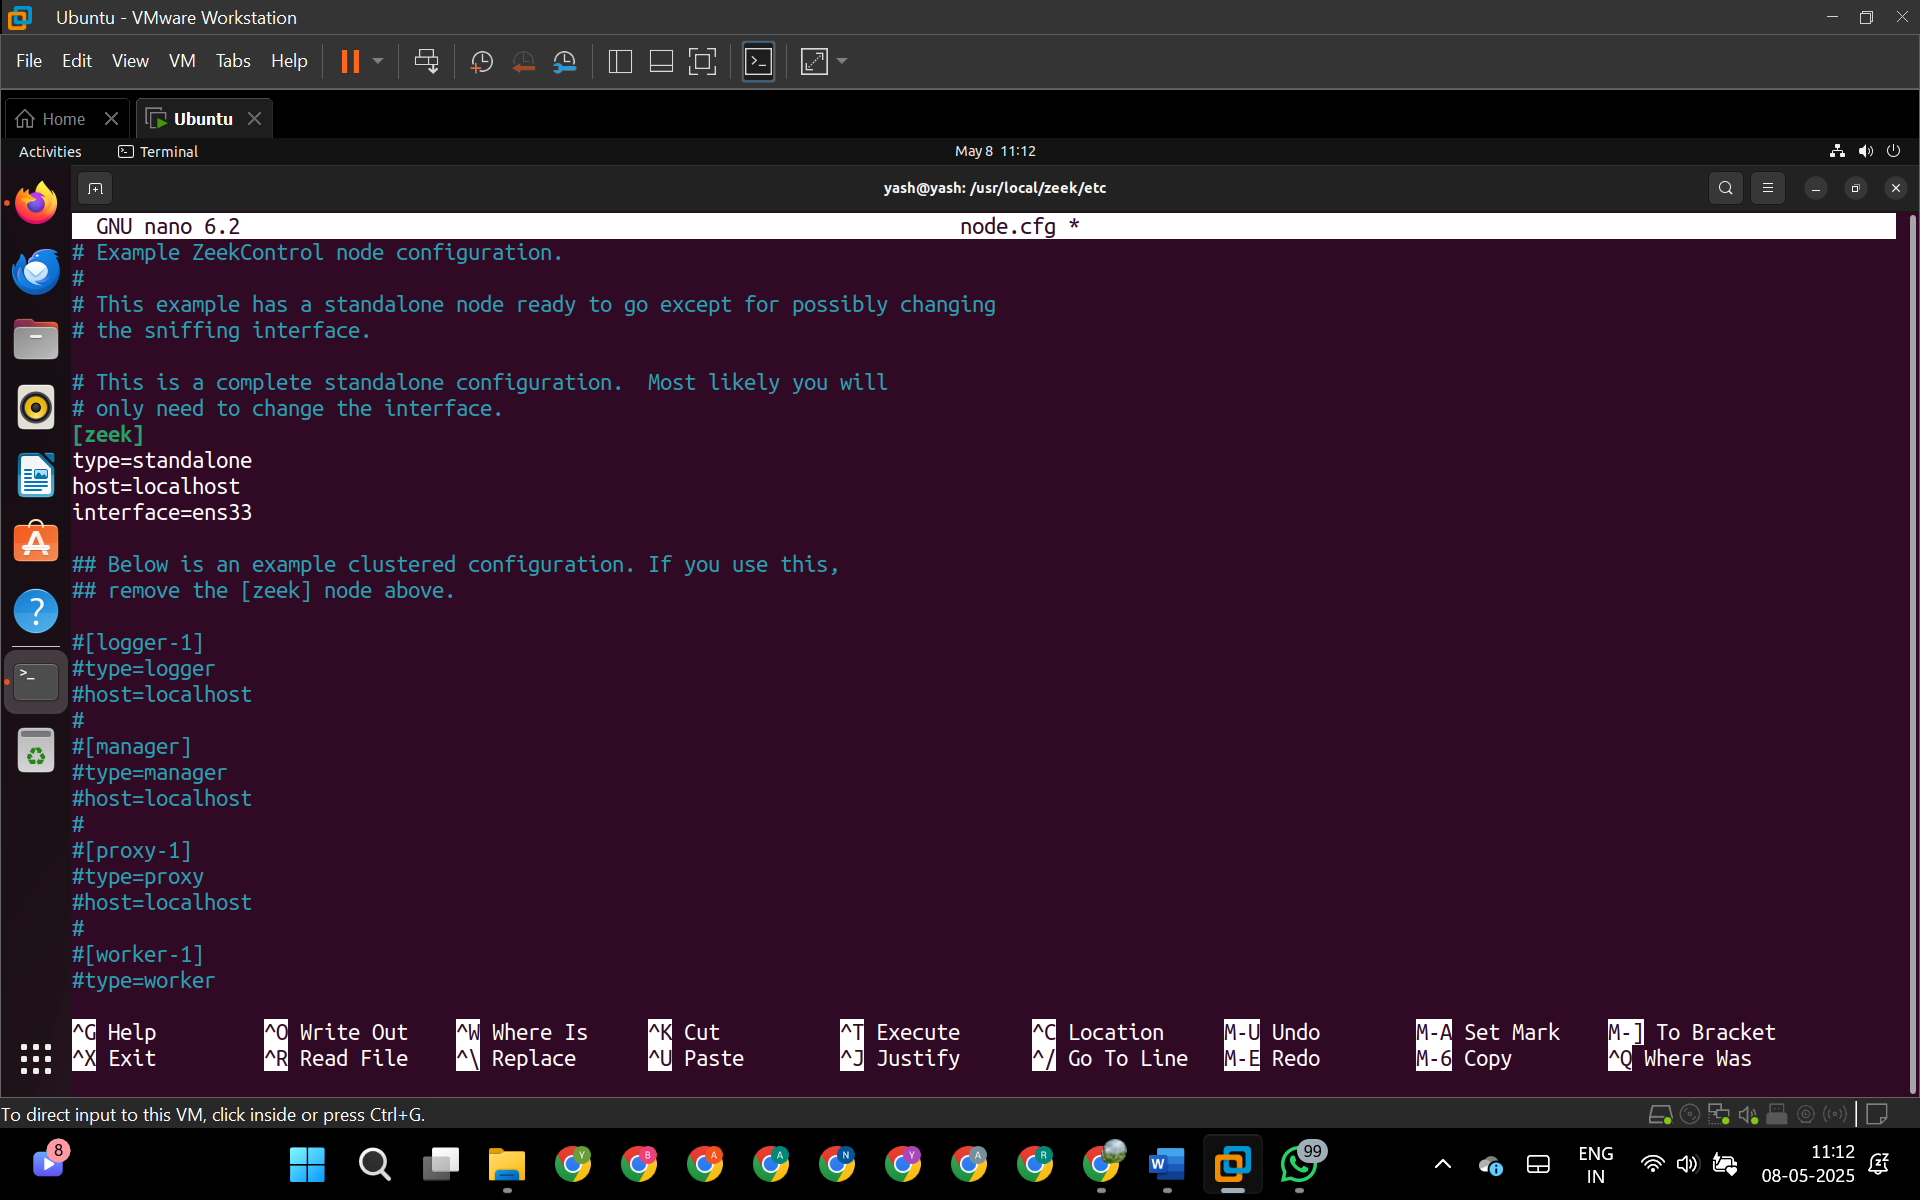 Ubuntu - VMware Workstation
File Edit View VM Tabs Help
Home Ubuntu
Activities Terminal May 8 11:12
yash@yash: /usr/local/zeek/etc
GNU nano 6.2 node.cfg *
# Example ZeekControl node configuration.
#
# This example has a standalone node ready to go except for possibly changing
# the sniffing interface.
# This is a complete standalone configuration.  Most likely you will
# only need to change the interface.
[zeek]
type=standalone
host=localhost
interface=ens33
## Below is an example clustered configuration. If you use this,
## remove the [zeek] node above.
#[logger-1]
#type=logger
#host=localhost
#
#[manager]
#type=manager
#host=localhost
#
#[proxy-1]
#type=proxy
#host=localhost
#
#[worker-1]
#type=worker
^G Help ^O Write Out ^W Where Is ^K Cut ^T Execute ^C Location M-U Undo M-A Set Mark M-] To Bracket
^X Exit ^R Read File ^\ Replace ^U Paste ^J Justify ^/ Go To Line M-E Redo M-6 Copy ^Q Where Was
To direct input to this VM, click inside or press Ctrl+G.
8 Y B A A N Y A R W 99 ENG 11:12
IN 08-05-2025